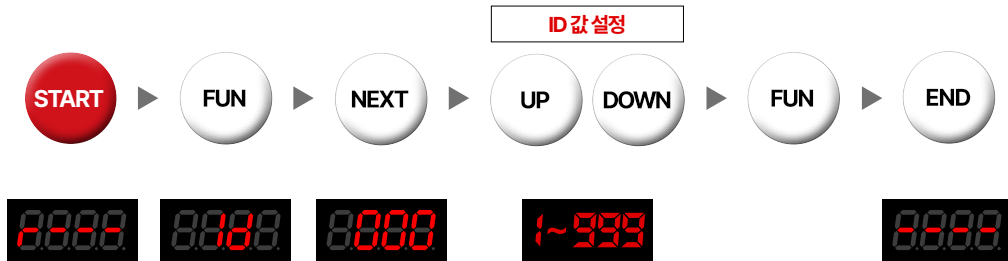 ID 값 설정
START
FUN
NEXT
UP
DOWN
FUN
END
r---
Id
000
1~999
----